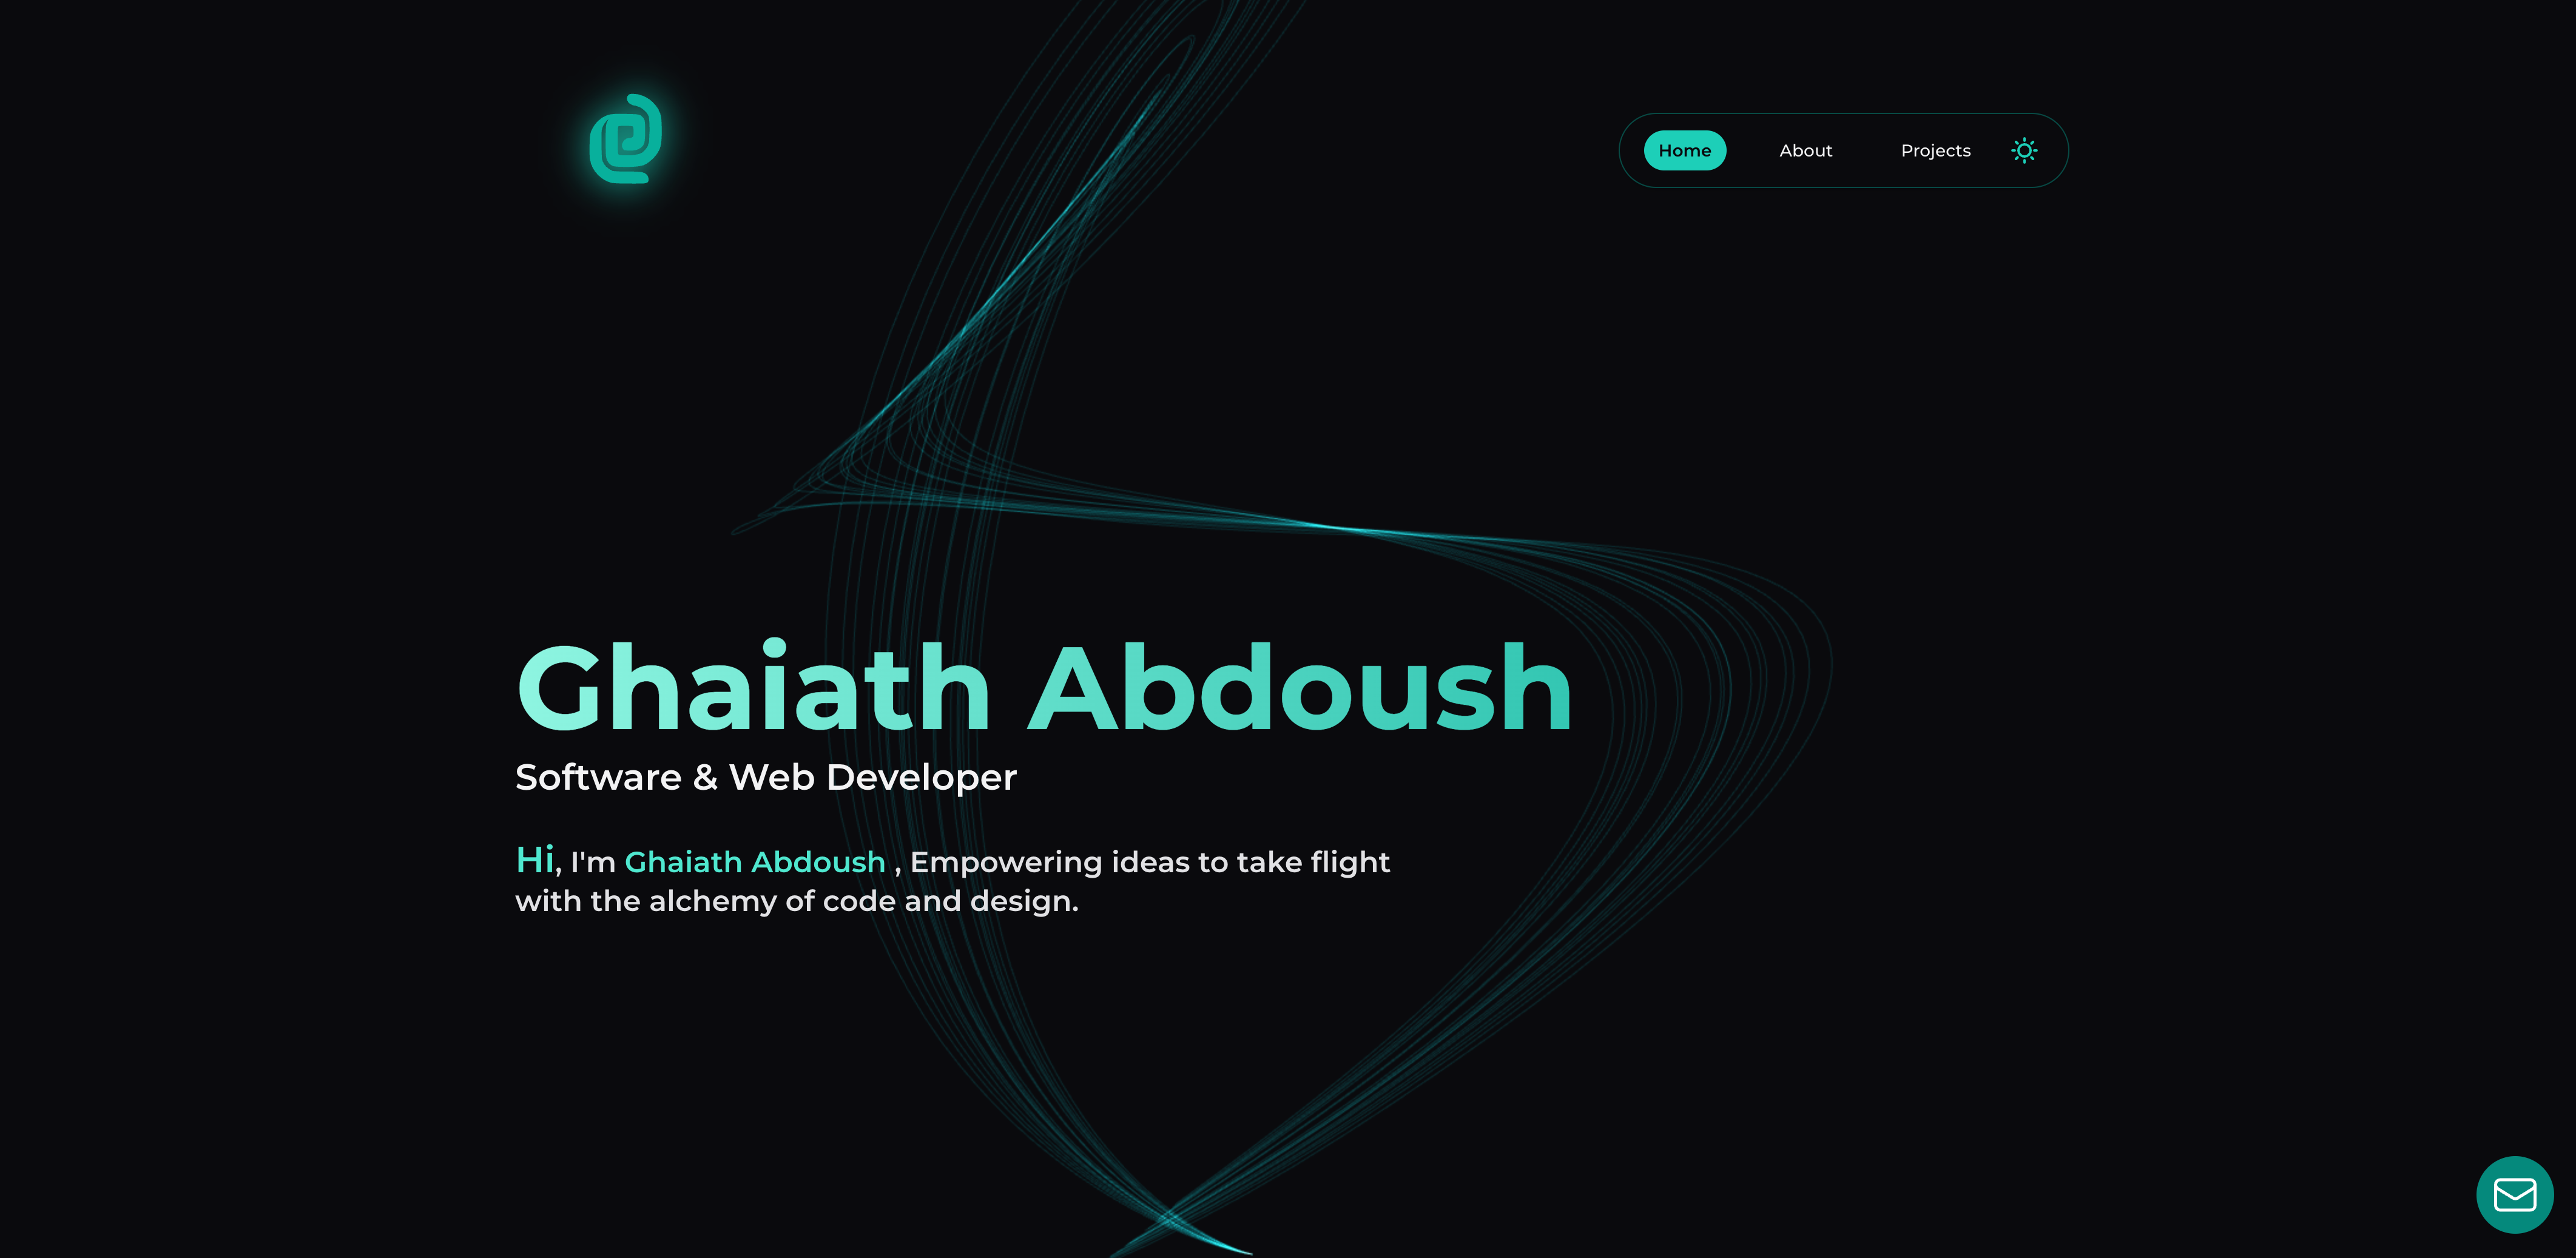 Home About Projects
Ghaiath Abdoush
Software & Web Developer
Hi, I'm Ghaiath Abdoush , Empowering ideas to take flight
with the alchemy of code and design.